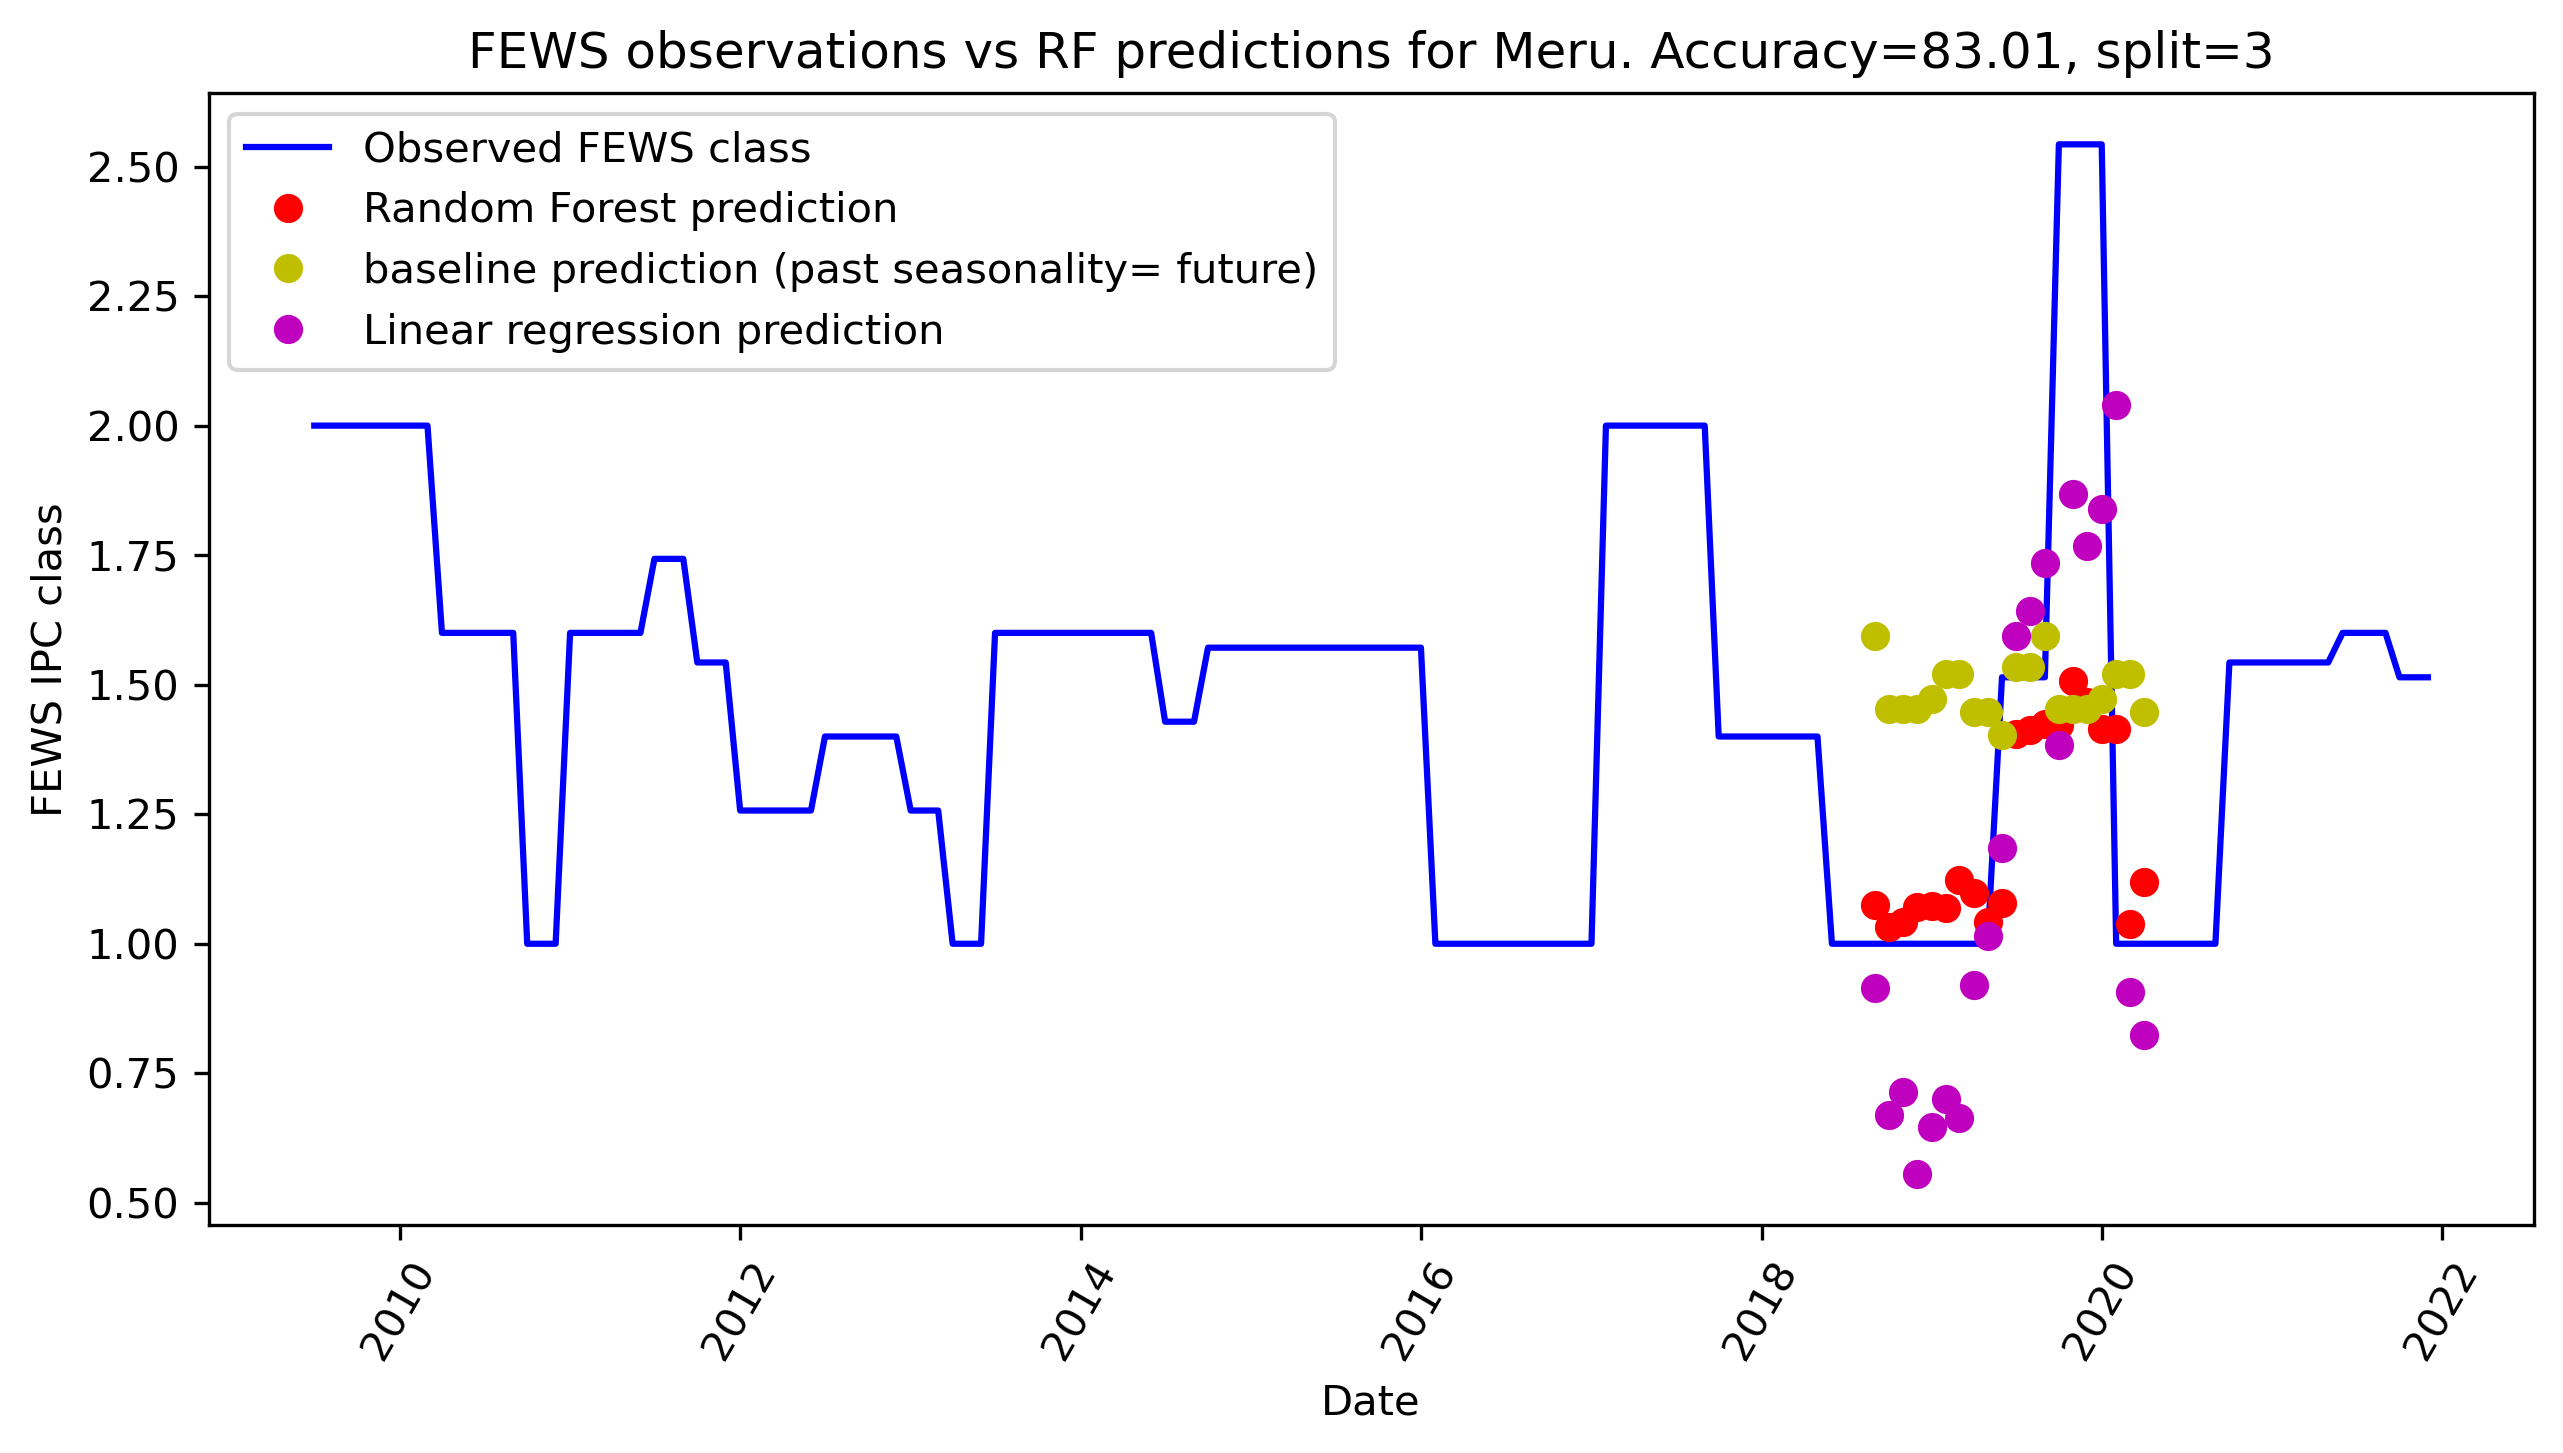 FEWS observations vs RF predictions for Meru. Accuracy=83.01, split=3
Observed FEWS class
Random Forest prediction
baseline prediction (past seasonality= future)
Linear regression prediction
FEWS IPC class
2.50
2.25
2.00
1.75
1.50
1.25
1.00
0.75
0.50
2010
2012
2014
2016
2018
2020
2022
Date